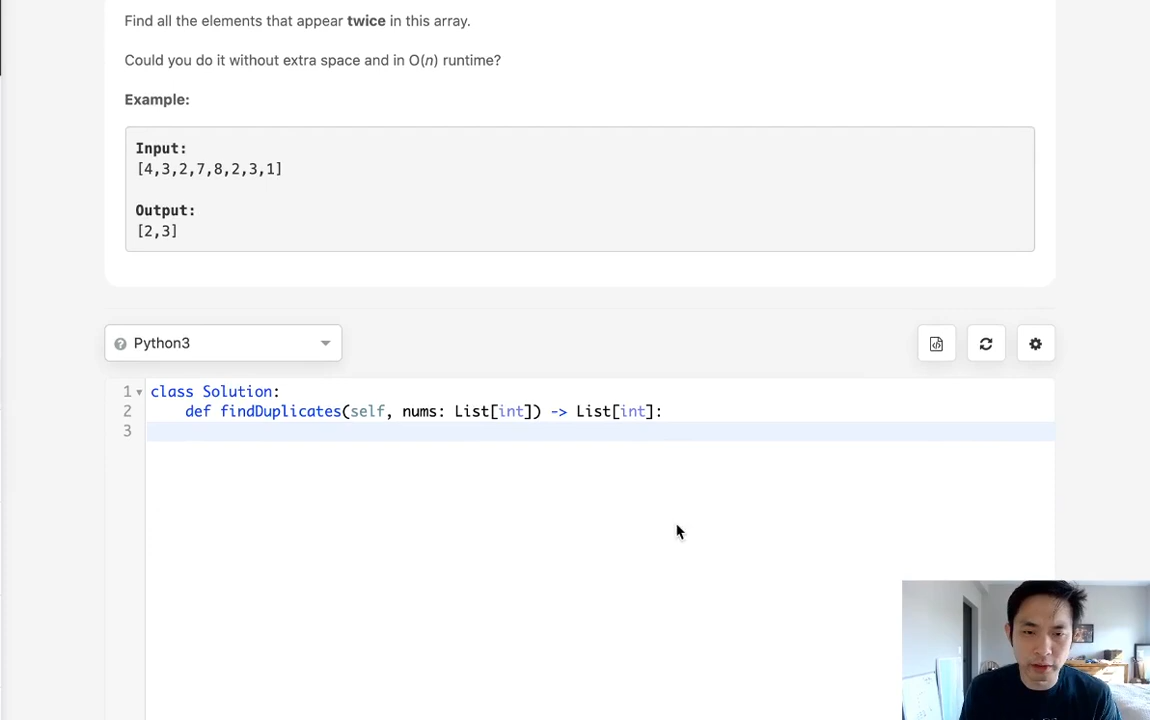 Find all the elements that appear twice in this array.
Could you do it without extra space and in O(n) runtime?
Example:
Input:
[4,3,2,7,8,2,3,1]
Output:
[2,3]
Python3
1 class Solution:
2 def findDuplicates(self, nums: List[int]) -> List[int]:
3